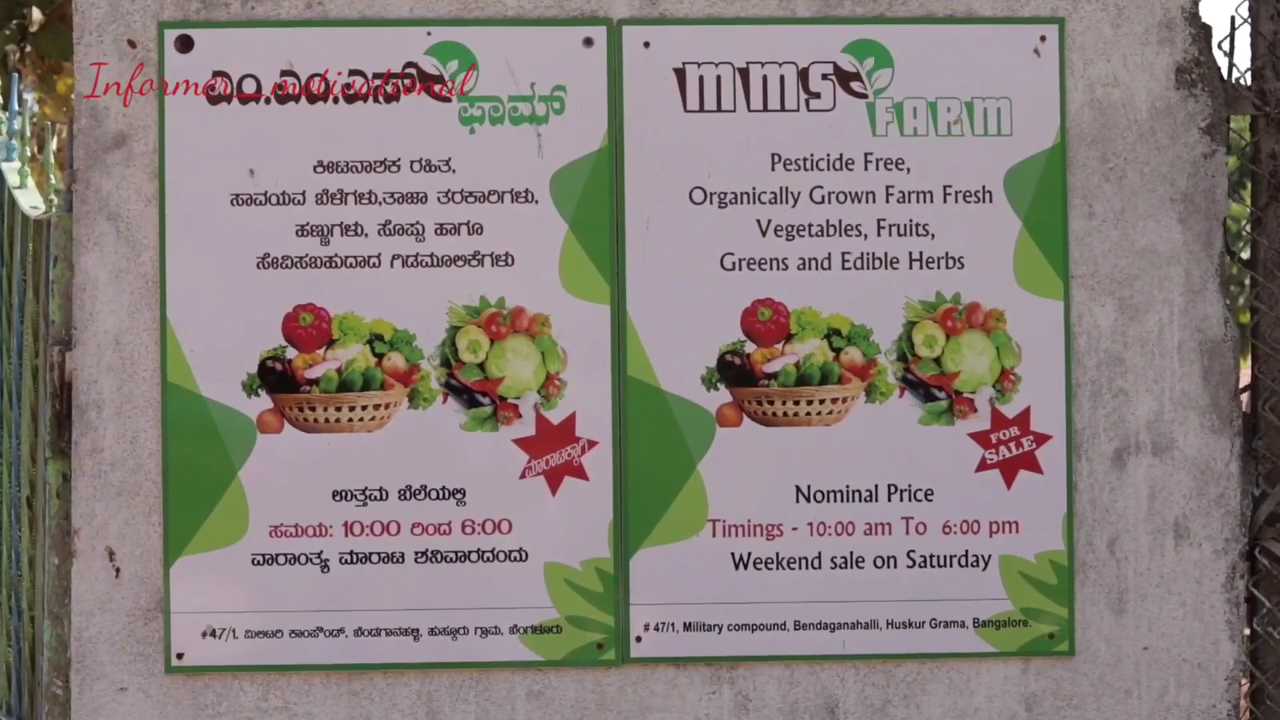 Informer_motivational
ಎಂ.ಎಂ.ಎಸ್
ಫಾರ್ಮ್
ಕೀಟನಾಶಕ ರಹಿತ,
ಸಾವಯವ ಬೆಳೆಗಳು,ತಾಜಾ ತರಕಾರಿಗಳು,
ಹಣ್ಣುಗಳು, ಸೊಪ್ಪು ಹಾಗೂ
ಸೇವಿಸಬಹುದಾದ ಗಿಡಮೂಲಿಕೆಗಳು
ಮಾರಾಟಕ್ಕಾಗಿ
ಉತ್ತಮ ಬೆಲೆಯಲ್ಲಿ
ಸಮಯ: 10:00 ರಿಂದ 6:00
ವಾರಾಂತ್ಯ ಮಾರಾಟ ಶನಿವಾರದಂದು
#47/1, ಮಿಲಿಟರಿ ಕಾಂಪೌಂಡ್, ಬೆಂಡಗಾನಹಳ್ಳಿ, ಹುಸ್ಕೂರು ಗ್ರಾಮ, ಬೆಂಗಳೂರು
MMS
FARM
Pesticide Free,
Organically Grown Farm Fresh
Vegetables, Fruits,
Greens and Edible Herbs
FOR
SALE
Nominal Price
Timings - 10:00 am To 6:00 pm
Weekend sale on Saturday
# 47/1, Military compound, Bendaganahalli, Huskur Grama, Bangalore.